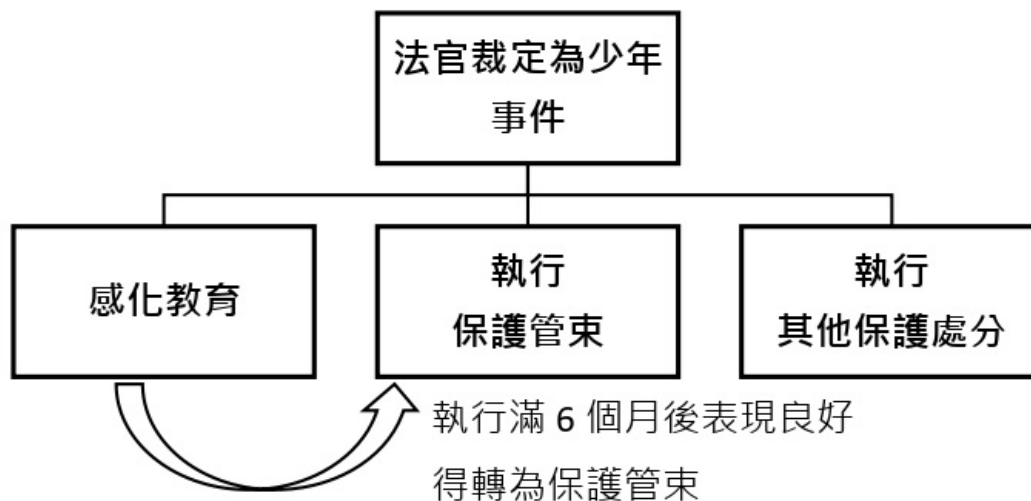 法官裁定為少年
事件
感化教育
執行
保護管束
執行
其他保護處分
執行滿 6 個月後表現良好
得轉為保護管束